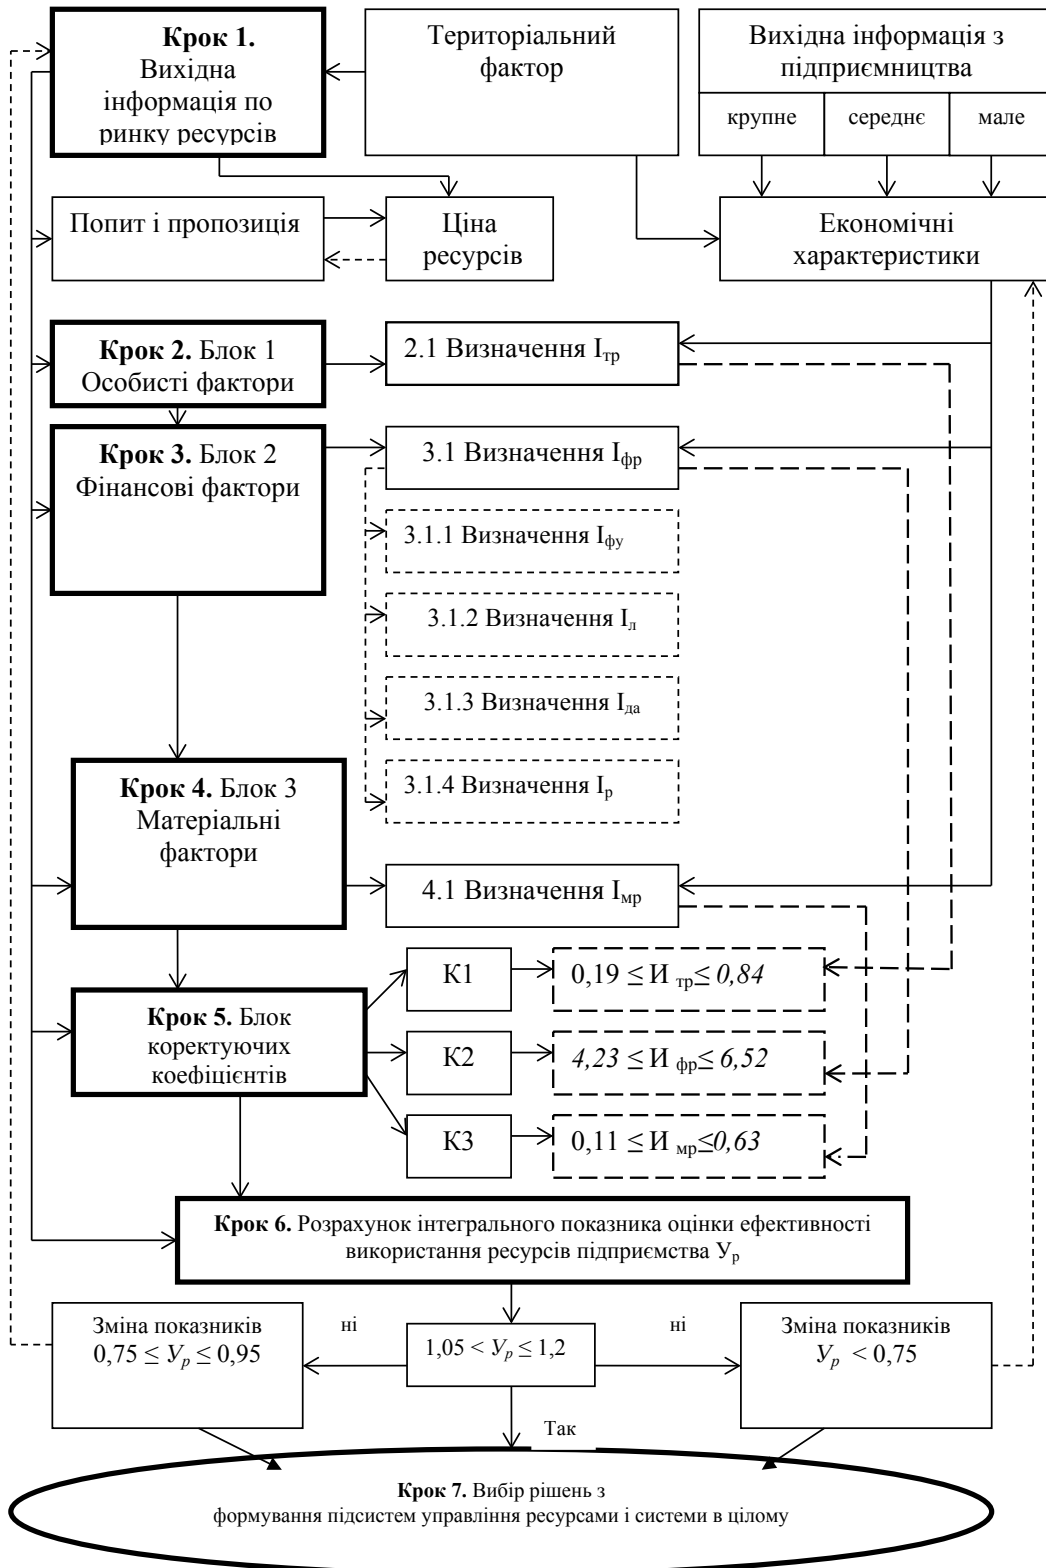 Крок 1.
Вихідна
інформація по
ринку ресурсів
Територіальний
фактор
Вихідна інформація з
підприємництва
крупне
середнє
мале
Попит і пропозиція
Ціна
ресурсів
Економічні
характеристики
Крок 2. Блок 1
Особисті фактори
2.1 Визначення Iтр
Крок 3. Блок 2
Фінансові фактори
3.1 Визначення Iфр
3.1.1 Визначення Iфу
3.1.2 Визначення Iл
3.1.3 Визначення Iда
3.1.4 Визначення Iр
Крок 4. Блок 3
Матеріальні
фактори
4.1 Визначення Iмр
Крок 5. Блок
коректуючих
коефіцієнтів
К1
0,19 ≤ И тр≤ 0,84
К2
4,23 ≤ И фр≤ 6,52
К3
0,11 ≤ И мр≤0,63
Крок 6. Розрахунок інтегрального показника оцінки ефективності
використання ресурсів підприємства Ур
Зміна показників
0,75 ≤ Ур ≤ 0,95
ні
1,05 < Ур ≤ 1,2
ні
Зміна показників
Ур < 0,75
Так
Крок 7. Вибір рішень з
формування підсистем управління ресурсами і системи в цілому